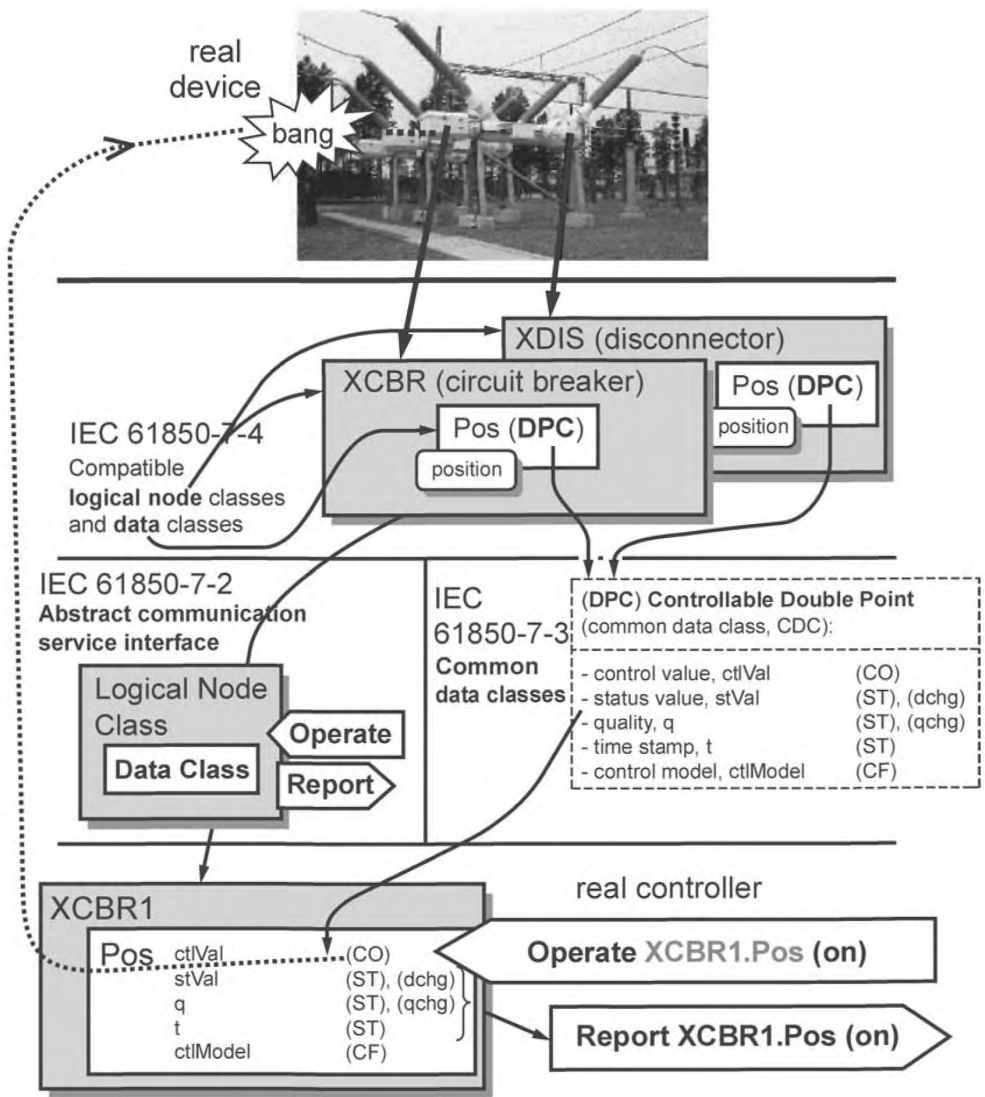 real
device
bang
XDIS (disconnector)
Pos (DPC)
position
XCBR (circuit breaker)
Pos (DPC)
position
IEC 61850-7-4
Compatible
logical node classes
and data classes
IEC 61850-7-2
Abstract communication
service interface
Logical Node
Class
Data Class
Operate
Report
IEC
61850-7-3
Common
data classes
(DPC) Controllable Double Point
(common data class, CDC):
- control value, ctlVal (CO)
- status value, stVal (ST), (dchg)
- quality, q (ST), (qchg)
- time stamp, t (ST)
- control model, ctlModel (CF)
real controller
XCBR1
Pos ctlVal (CO)
stVal (ST), (dchg)
q (ST), (qchg)
t (ST)
ctlModel (CF)
Operate XCBR1.Pos (on)
Report XCBR1.Pos (on)